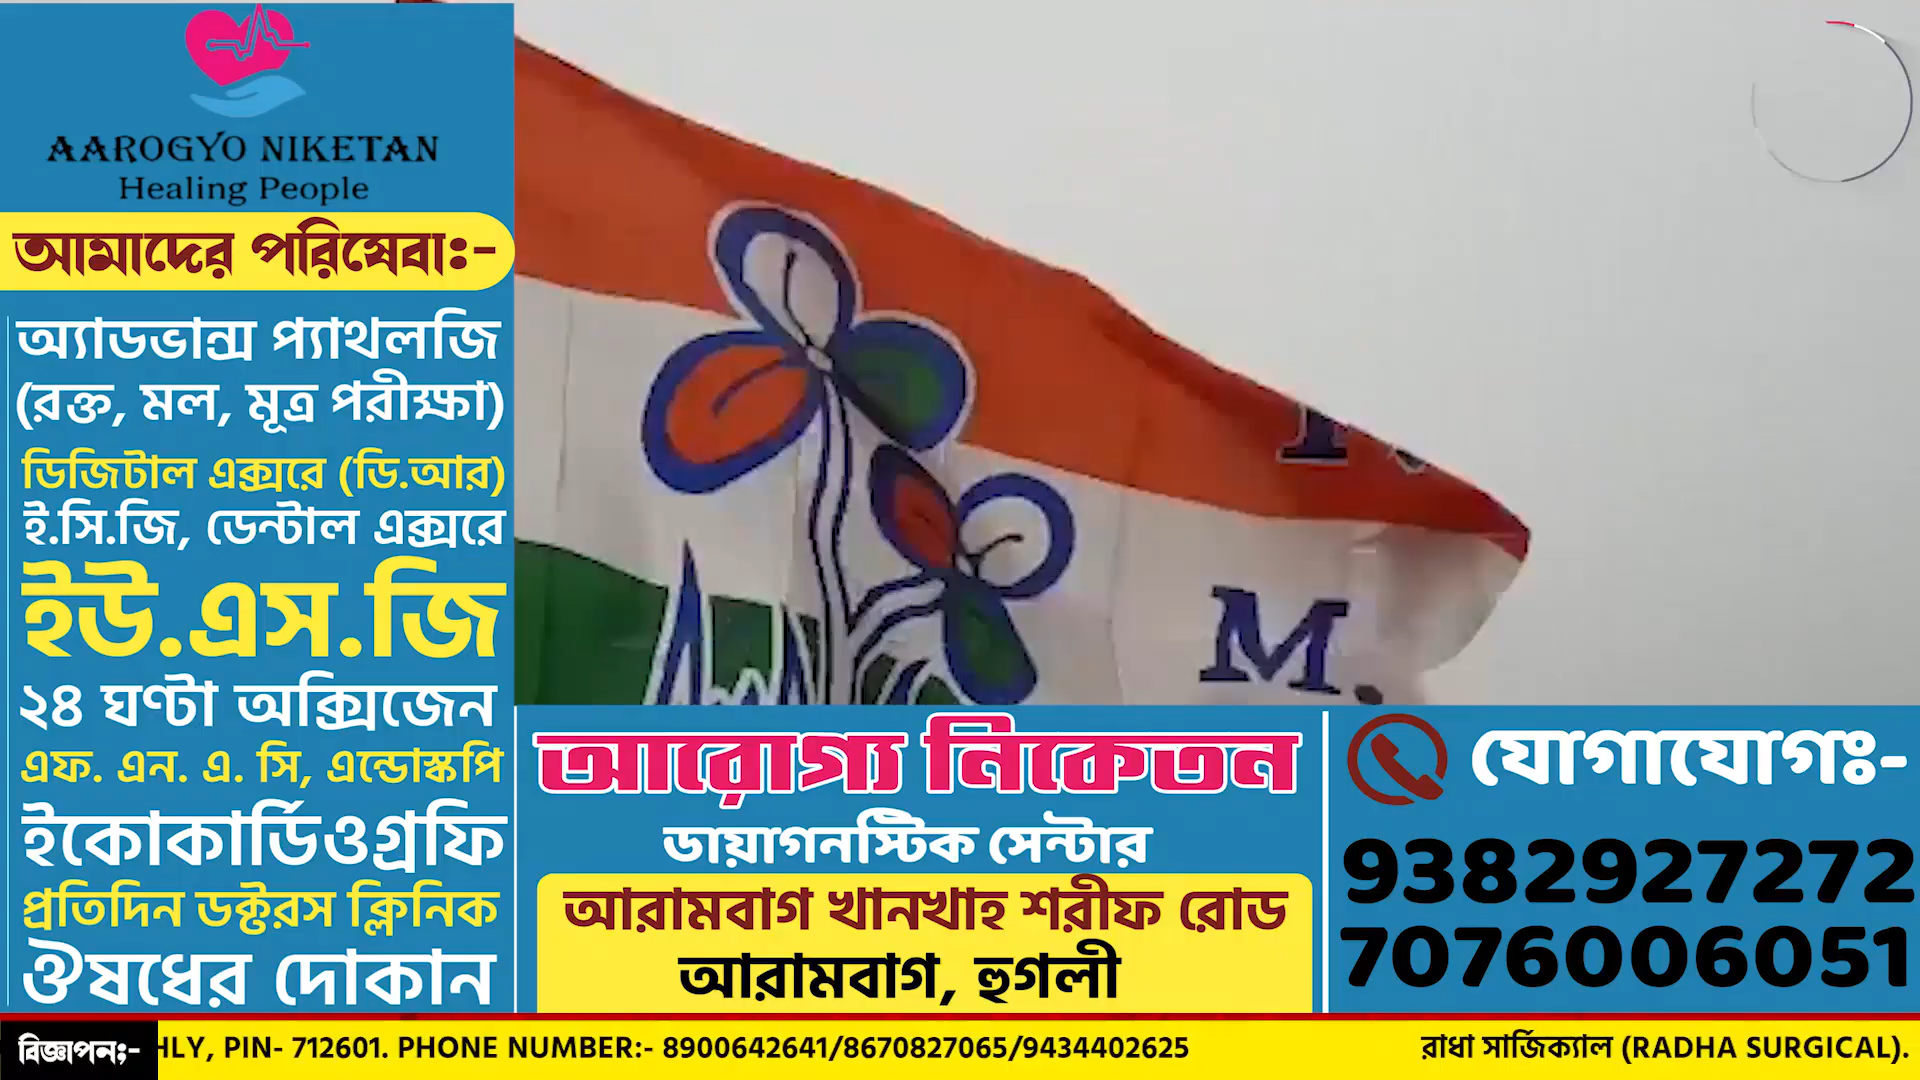 AAROGYO NIKETAN
Healing People
আমাদের পরিষেবাঃ-
অ্যাডভান্স প্যাথলজি
(রক্ত, মল, মূত্র পরীক্ষা)
ডিজিটাল এক্সরে (ডি.আর)
ই.সি.জি, ডেন্টাল এক্সরে
ইউ.এস.জি
২৪ ঘণ্টা অক্সিজেন
এফ. এন. এ. সি, এন্ডোস্কপি
ইকোকার্ডিওগ্রফি
প্রতিদিন ডক্টরস ক্লিনিক
ঔষধের দোকান
M.
আরোগ্য নিকেতন
ডায়াগনস্টিক সেন্টার
আরামবাগ খানখাহ শরীফ রোড
আরামবাগ, হুগলী
যোগাযোগঃ-
9382927272
7076006051
বিজ্ঞাপন;-
HLY, PIN- 712601. PHONE NUMBER:- 8900642641/8670827065/9434402625
রাধা সার্জিক্যাল (RADHA SURGICAL).